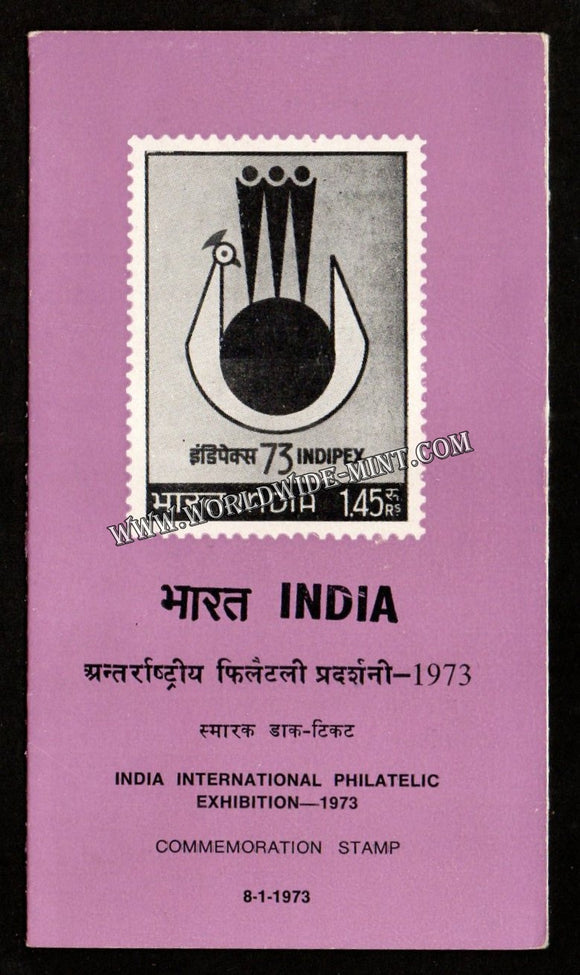 इंडिपेक्स 73 INDIPEX
भारत INDIA 1.45 रु Rs
WWW.WORLDWIDE-MINT.COM
भारत INDIA
अन्तर्राष्ट्रीय फिलैटली प्रदर्शनी—1973
स्मारक डाक-टिकट
INDIA INTERNATIONAL PHILATELIC
EXHIBITION—1973
COMMEMORATION STAMP
8-1-1973